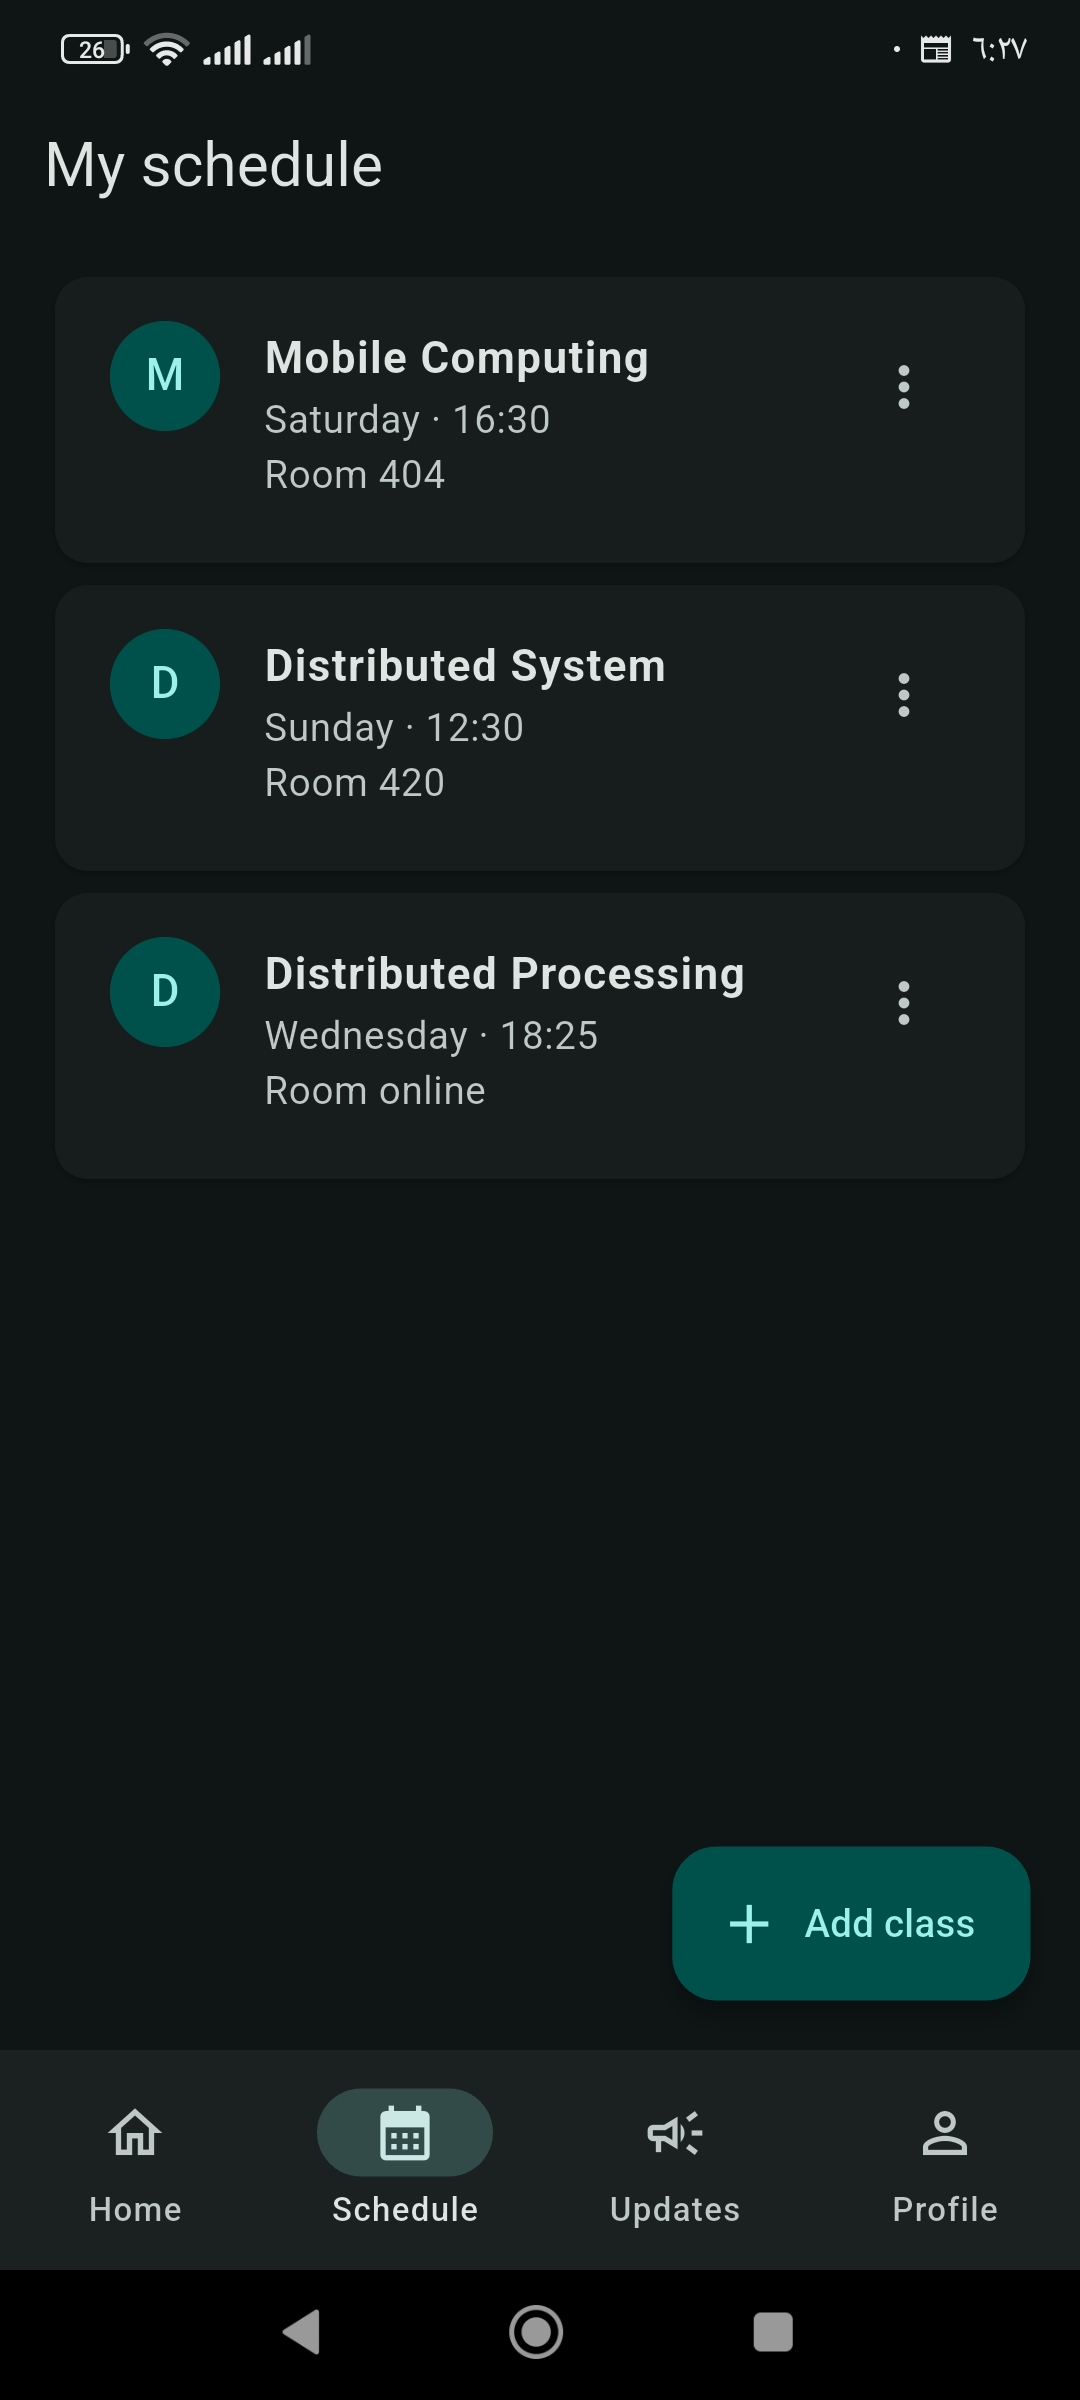 26
٦:٢٧
My schedule
M
Mobile Computing
Saturday · 16:30
Room 404
D
Distributed System
Sunday · 12:30
Room 420
D
Distributed Processing
Wednesday · 18:25
Room online
+ Add class
Home
Schedule
Updates
Profile